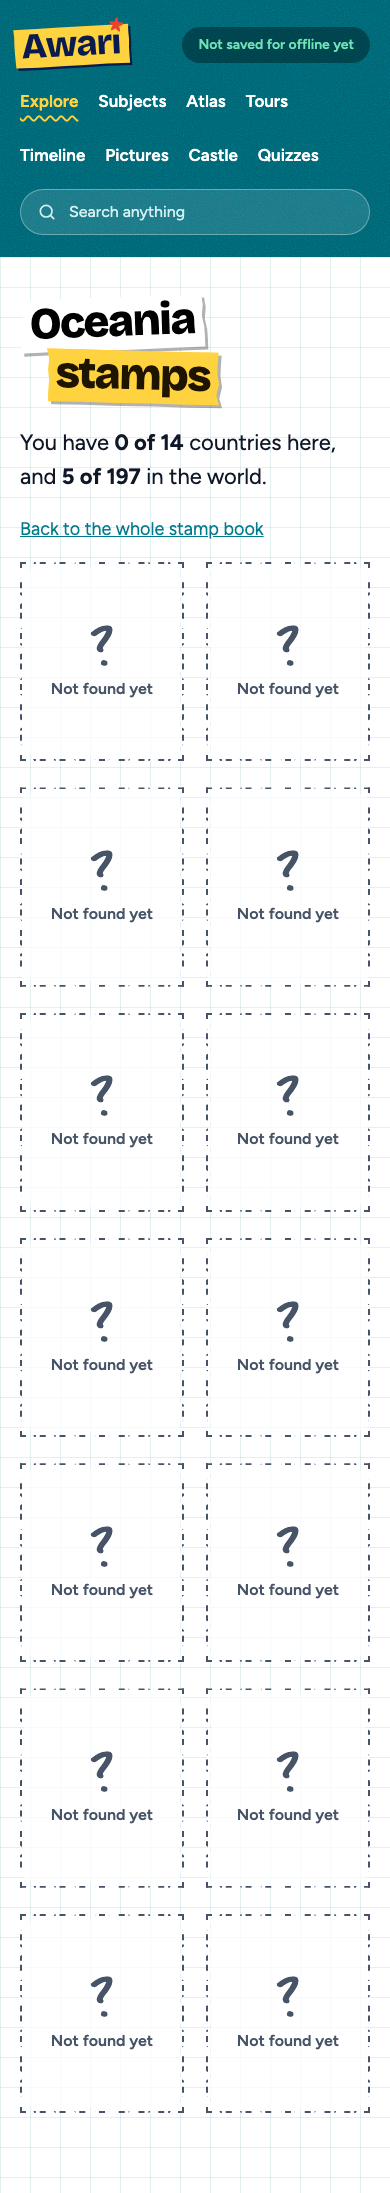 Awari
Not saved for offline yet
Explore Subjects Atlas Tours
Timeline Pictures Castle Quizzes
Search anything
Oceania
stamps
You have 0 of 14 countries here,
and 5 of 197 in the world.
Back to the whole stamp book
? ?
Not found yet Not found yet
? ?
Not found yet Not found yet
? ?
Not found yet Not found yet
? ?
Not found yet Not found yet
? ?
Not found yet Not found yet
? ?
Not found yet Not found yet
? ?
Not found yet Not found yet